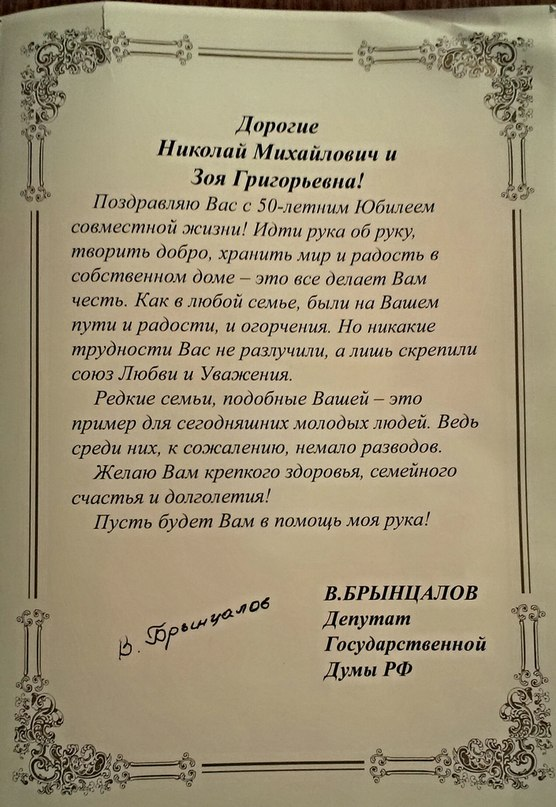 Дорогие
Николай Михайлович и
Зоя Григорьевна!
Поздравляю Вас с 50-летним Юбилеем
совместной жизни! Идти рука об руку,
творить добро, хранить мир и радость в
собственном доме – это все делает Вам
честь. Как в любой семье, были на Вашем
пути и радости, и огорчения. Но никакие
трудности Вас не разлучили, а лишь скрепили
союз Любви и Уважения.
Редкие семьи, подобные Вашей – это
пример для сегодняшних молодых людей. Ведь
среди них, к сожалению, немало разводов.
Желаю Вам крепкого здоровья, семейного
счастья и долголетия!
Пусть будет Вам в помощь моя рука!
В. Брынцалов
В.БРЫНЦАЛОВ
Депутат
Государственной
Думы РФ